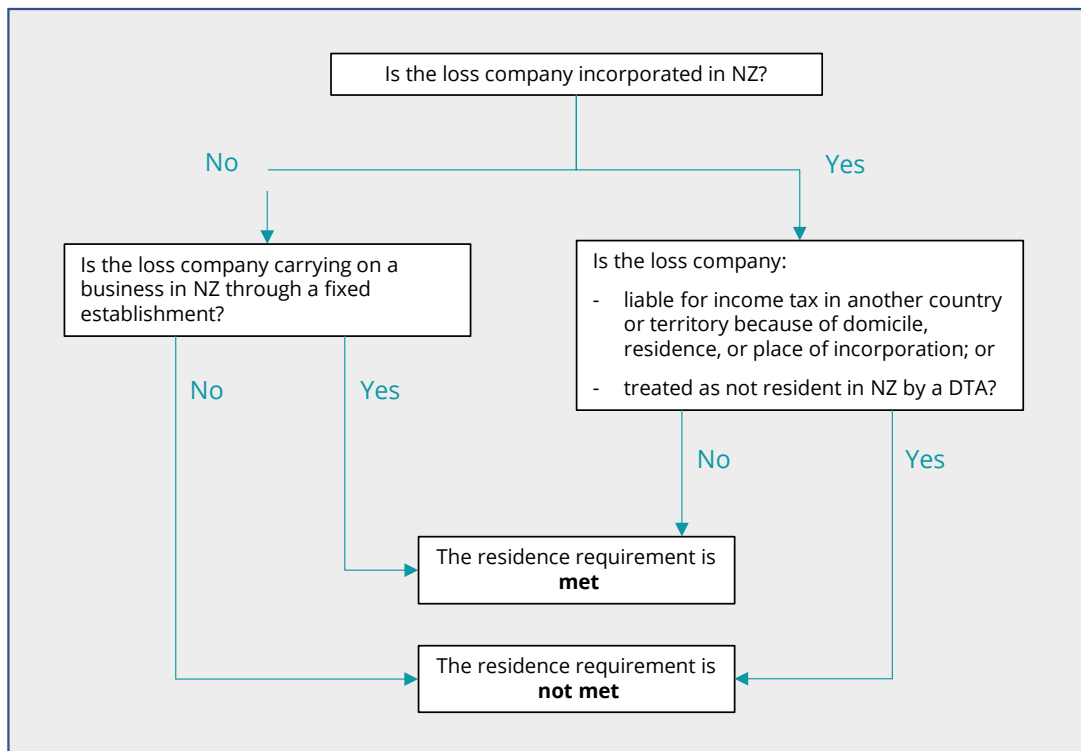 Is the loss company incorporated in NZ?
No
Yes
Is the loss company carrying on a
business in NZ through a fixed
establishment?
Is the loss company:
- liable for income tax in another country
or territory because of domicile,
residence, or place of incorporation; or
- treated as not resident in NZ by a DTA?
No
Yes
No
Yes
The residence requirement is
met
The residence requirement is
not met